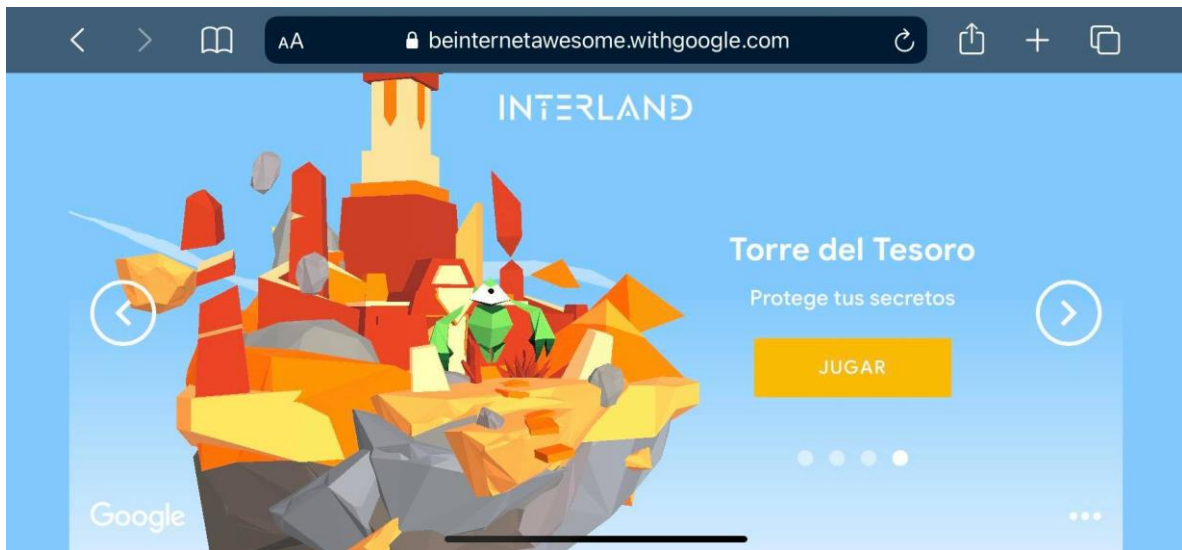 AA
beinternetawesome.withgoogle.com
INTERLAND
Torre del Tesoro
Protege tus secretos
JUGAR
Google